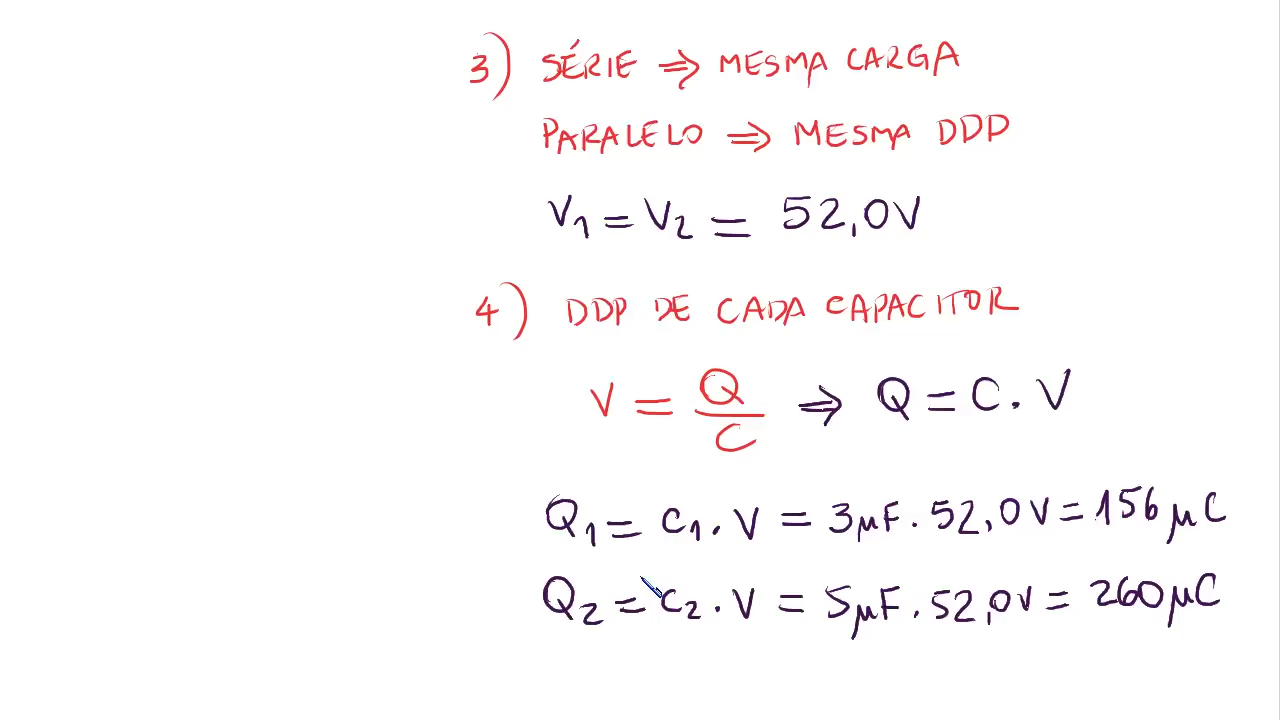 3) SÉRIE ⇒ MESMA CARGA
PARALELO ⇒ MESMA DDP
V₁ = V₂ = 52,0V
4) DDP DE CADA CAPACITOR
V = Q/C ⇒ Q = C . V
Q₁ = C₁ . V = 3μF . 52,0V = 156μC
Q₂ = C₂ . V = 5μF . 52,0V = 260μC